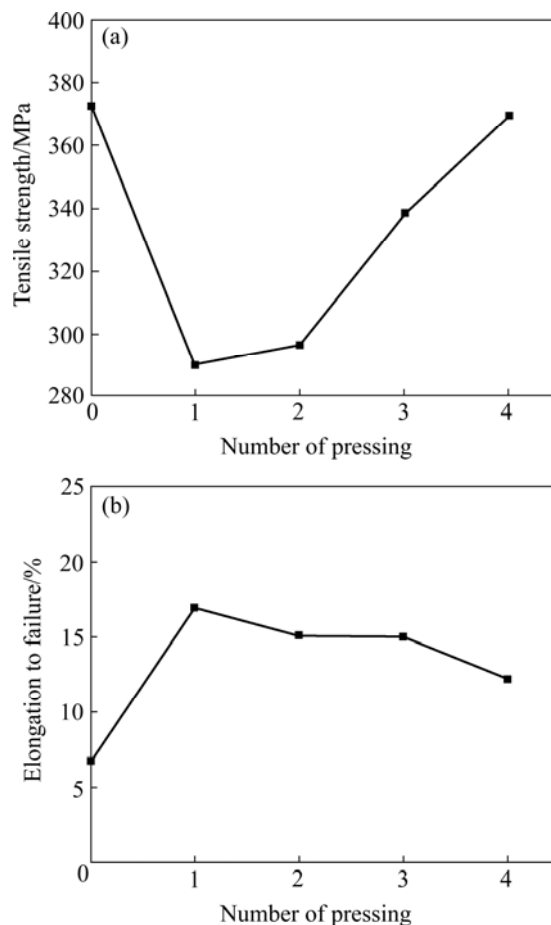 (a)
400
380
360
340
320
300
280
Tensile strength/MPa
0 1 2 3 4
Number of pressing
(b)
25
20
15
10
5
0
Elongation to failure/%
1 2 3 4
Number of pressing